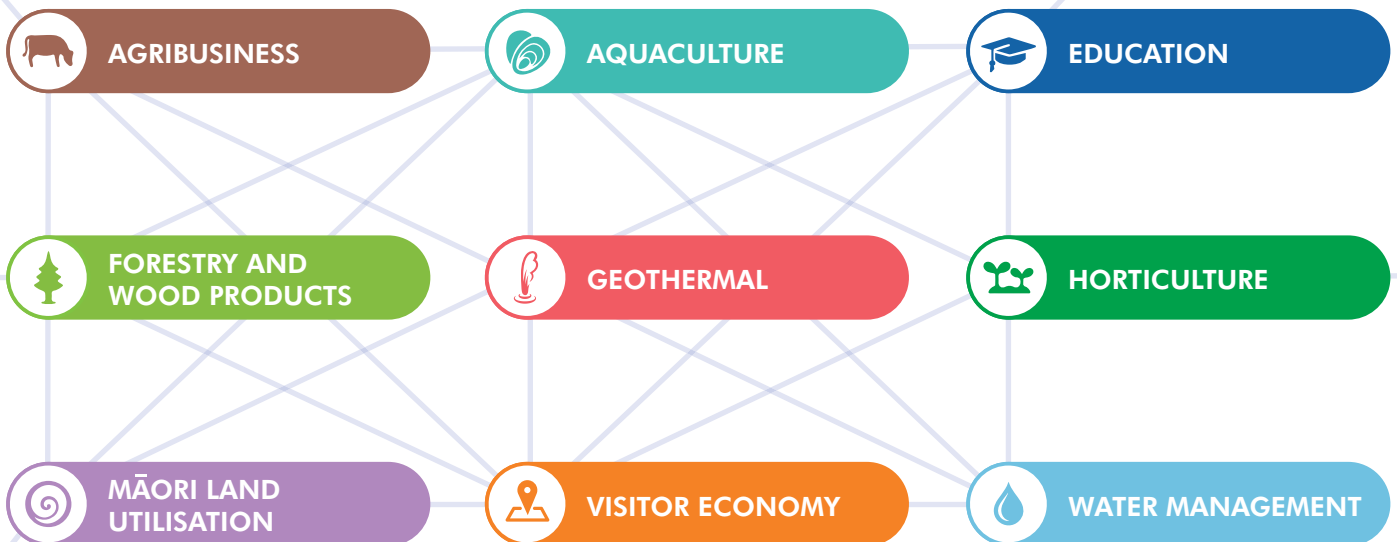 AGRIBUSINESS
AQUACULTURE
EDUCATION
FORESTRY AND
WOOD PRODUCTS
GEOTHERMAL
HORTICULTURE
MĀORI LAND
UTILISATION
VISITOR ECONOMY
WATER MANAGEMENT